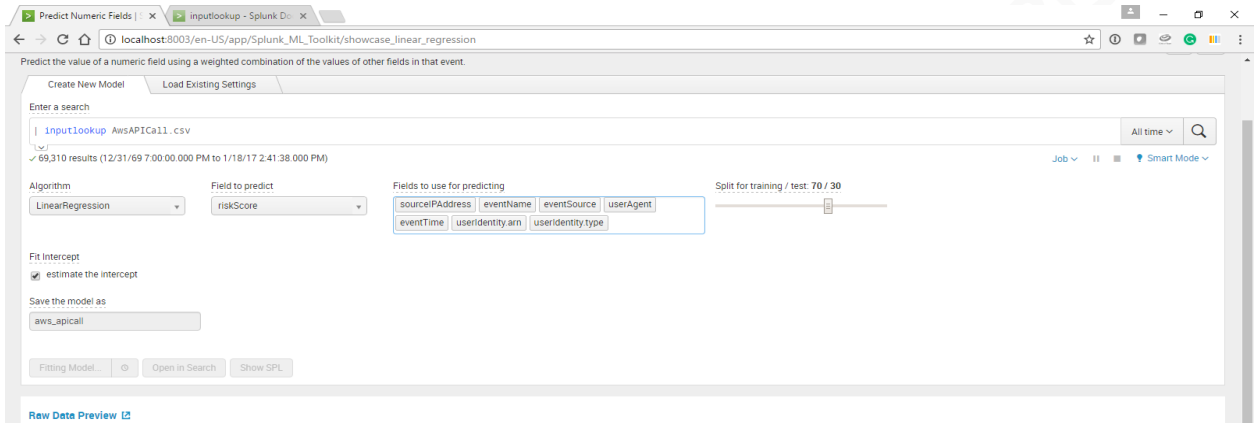 Predict Numeric Fields | S
inputlookup - Splunk Do
localhost:8003/en-US/app/Splunk_ML_Toolkit/showcase_linear_regression
Predict the value of a numeric field using a weighted combination of the values of other fields in that event.
Create New Model Load Existing Settings
Enter a search
| inputlookup AwsAPICall.csv All time
69,310 results (12/31/69 7:00:00.000 PM to 1/18/17 2:41:38.000 PM) Job Smart Mode
Algorithm Field to predict Fields to use for predicting Split for training / test: 70 / 30
LinearRegression riskScore sourceIPAddress eventName eventSource userAgent
eventTime userIdentity.arn userIdentity.type
Fit Intercept
estimate the intercept
Save the model as
aws_apicall
Fitting Model... Open in Search Show SPL
Raw Data Preview